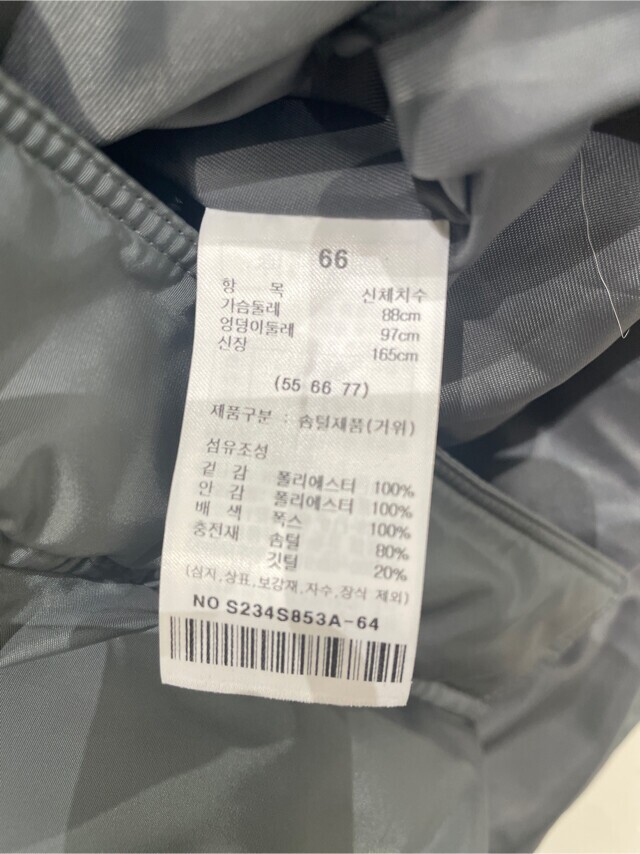 66
항 목 신체치수
가슴둘레 88cm
엉덩이둘레 97cm
신장 165cm
(55 66 77)
제품구분 : 솜털제품(거위)
섬유조성
겉 감 폴리에스터 100%
안 감 폴리에스터 100%
배 색 폭스 100%
충전재 솜털 80%
깃털 20%
(심지,상표,보강재,자수,장식 제외)
NO S234S853A-64